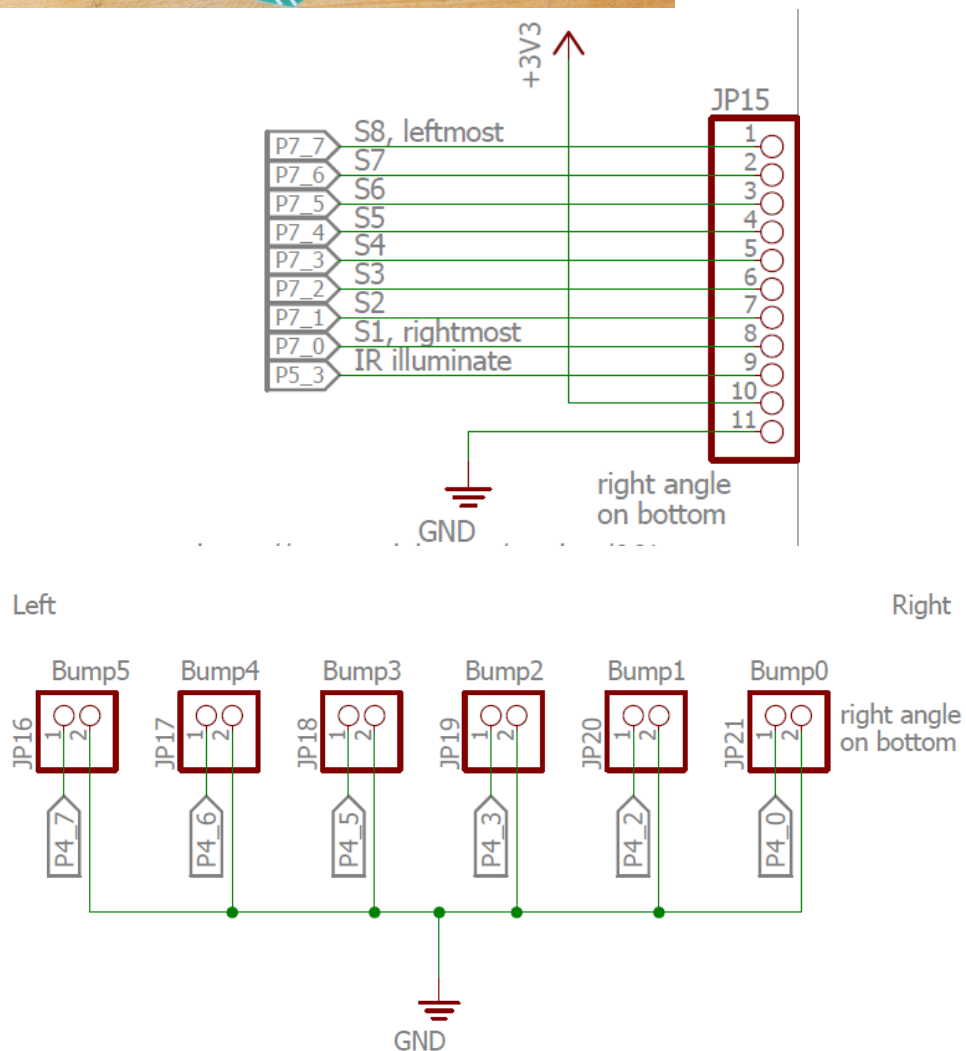 +3V3
JP15
P7_7 S8, leftmost 1
P7_6 S7 2
P7_5 S6 3
P7_4 S5 4
P7_3 S4 5
P7_2 S3 6
P7_1 S2 7
P7_0 S1, rightmost 8
P5_3 IR illuminate 9
10
11
right angle
on bottom
GND
Left Right
Bump5 Bump4 Bump3 Bump2 Bump1 Bump0
JP16 1 2 JP17 1 2 JP18 1 2 JP19 1 2 JP20 1 2 JP21 1 2
right angle
on bottom
P4_7 P4_6 P4_5 P4_3 P4_2 P4_0
GND